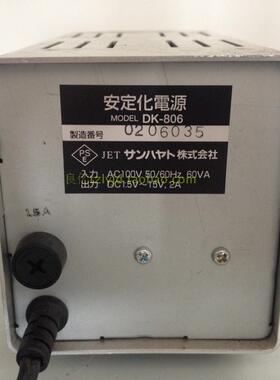 安定化電源
MODEL DK-806
製造番号 0206035
PS E JET サンハヤト株式会社
入力 AC100V 50/60Hz, 60VA
出力 DC1.5V~15V, 2A
1.5A